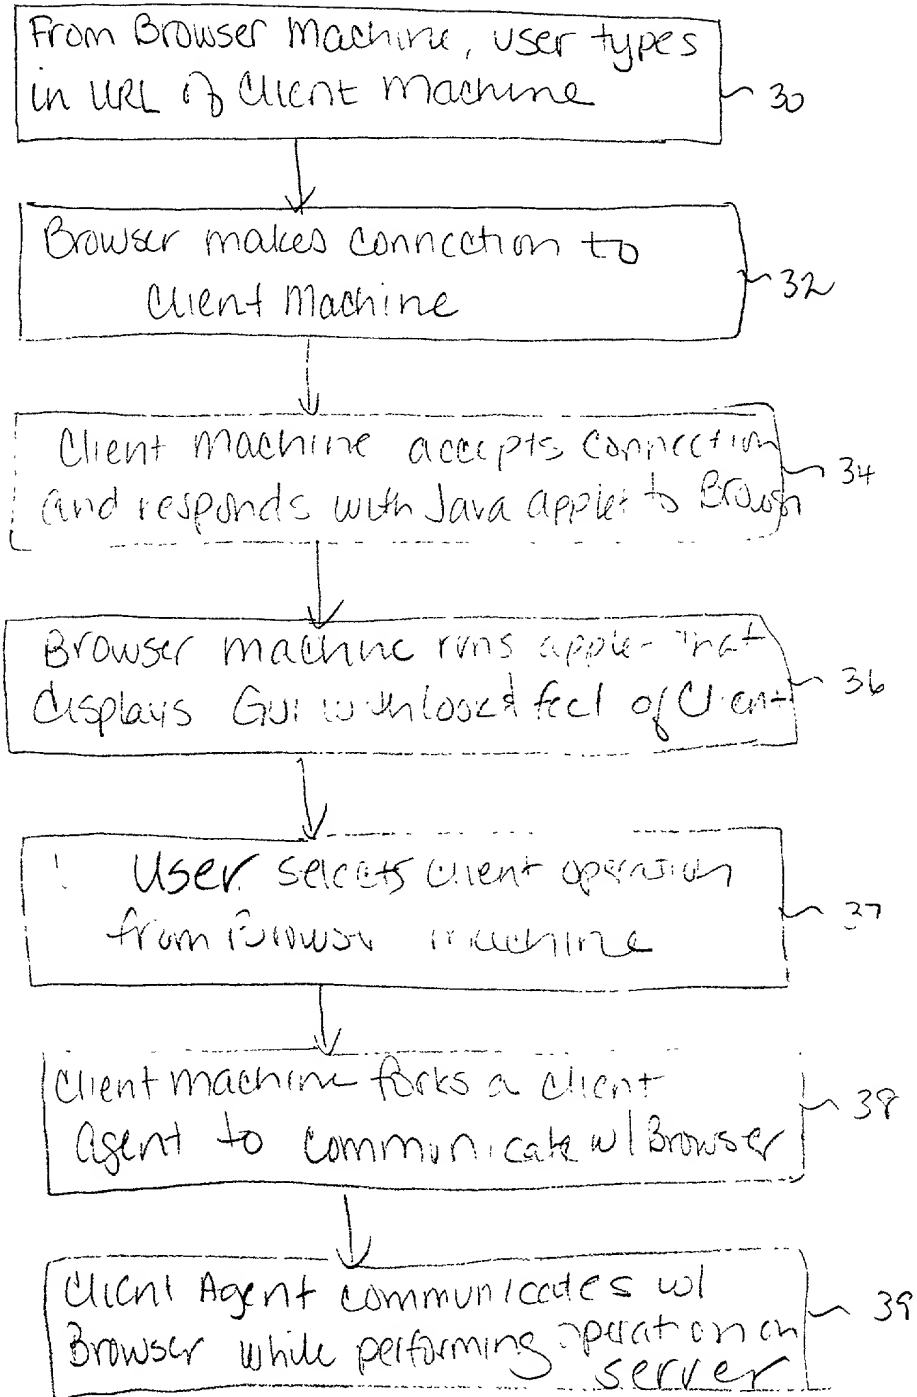 From Browser Machine, user types
in URL of Client Machine
30
Browser makes connection to
Client Machine
32
Client Machine accepts connection
and responds with Java applet to Browser
34
Browser machine runs applet that
displays GUI with look & feel of Client
36
User selects client operation
from Browser machine
37
Client machine forks a client
Agent to communicate w/ Browser
38
Client Agent communicates w/
Browser while performing operation on
server
39